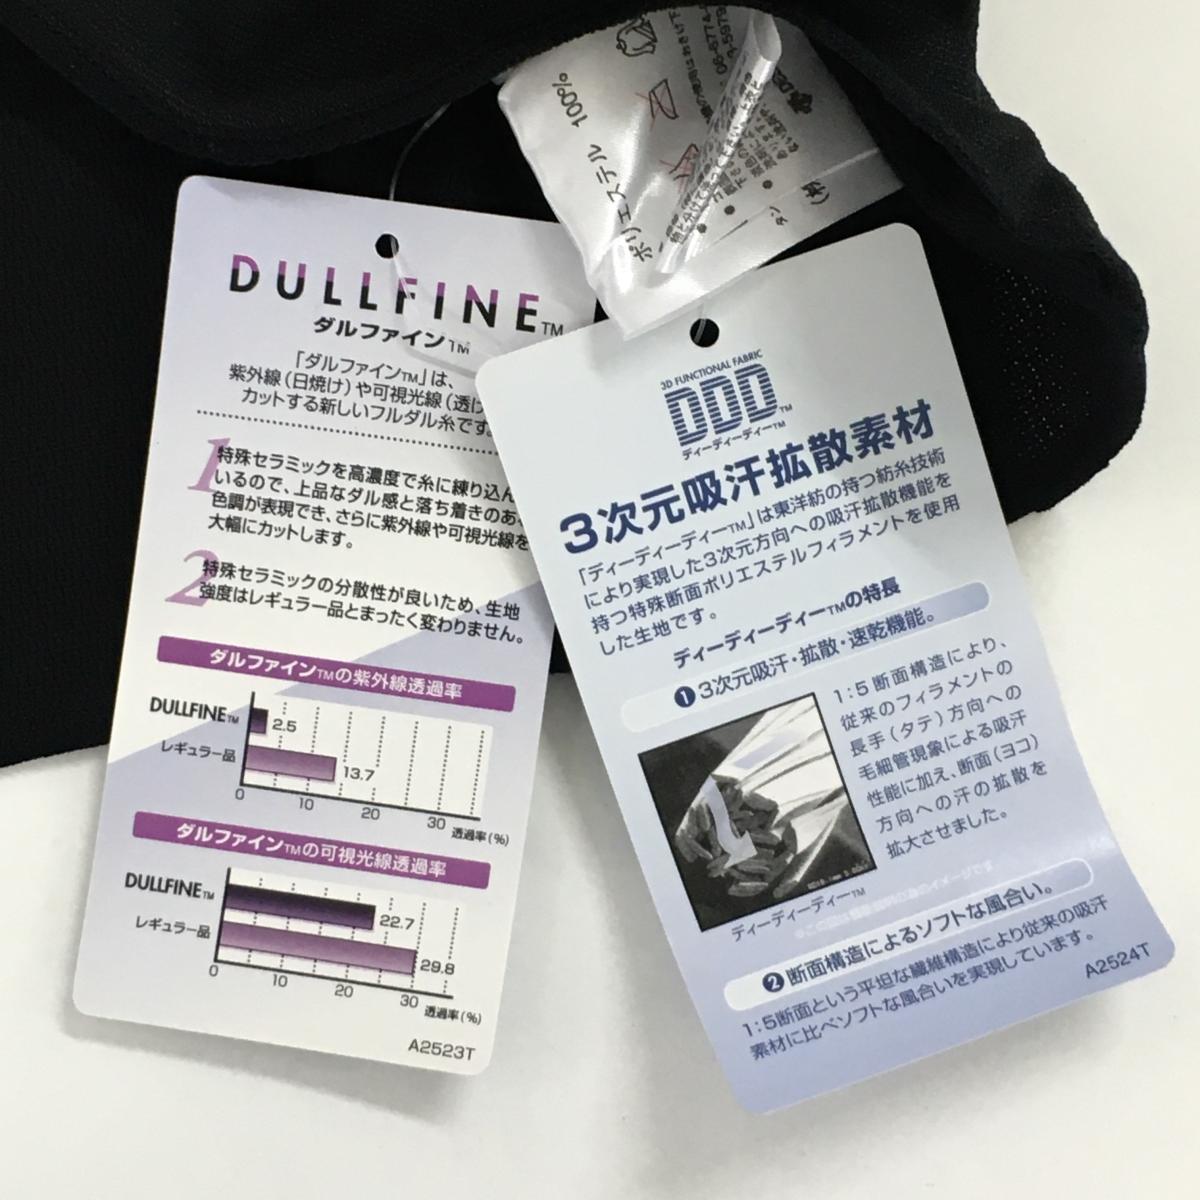 DULLFINE™
ダルファイン™
「ダルファイン™」は、
紫外線(日焼け)や可視光線(透け
カットする新しいフルダル糸です。
1
特殊セラミックを高濃度で糸に練り込ん
いるので、上品なダル感と落ち着きのあ
色調が表現でき、さらに紫外線や可視光線を
大幅にカットします。
2
特殊セラミックの分散性が良いため、生地
強度はレギュラー品とまったく変わりません。
ダルファイン™の紫外線透過率
DULLFINE™ 2.5
レギュラー品 13.7
0 10 20 30 透過率(%)
ダルファイン™の可視光線透過率
DULLFINE™ 22.7
レギュラー品 29.8
0 10 20 30 透過率(%)
A2523T
ポリエステル 100%
3D FUNCTIONAL FABRIC
DDD™
ディーディーディー™
3次元吸汗拡散素材
「ディーディーディー™」は東洋紡の持つ紡糸技術
により実現した3次元方向への吸汗拡散機能を
持つ特殊断面ポリエステルフィラメントを使用
した生地です。
ディーディーディー™の特長
❶3次元吸汗・拡散・速乾機能。
1:5断面構造により、
従来のフィラメントの
長手(タテ)方向への
毛細管現象による吸汗
性能に加え、断面(ヨコ)
方向への汗の拡散を
拡大させました。
ディーディーディー™
❷断面構造によるソフトな風合い。
1:5断面という平坦な繊維構造により従来の吸汗
素材に比べソフトな風合いを実現しています。
A2524T